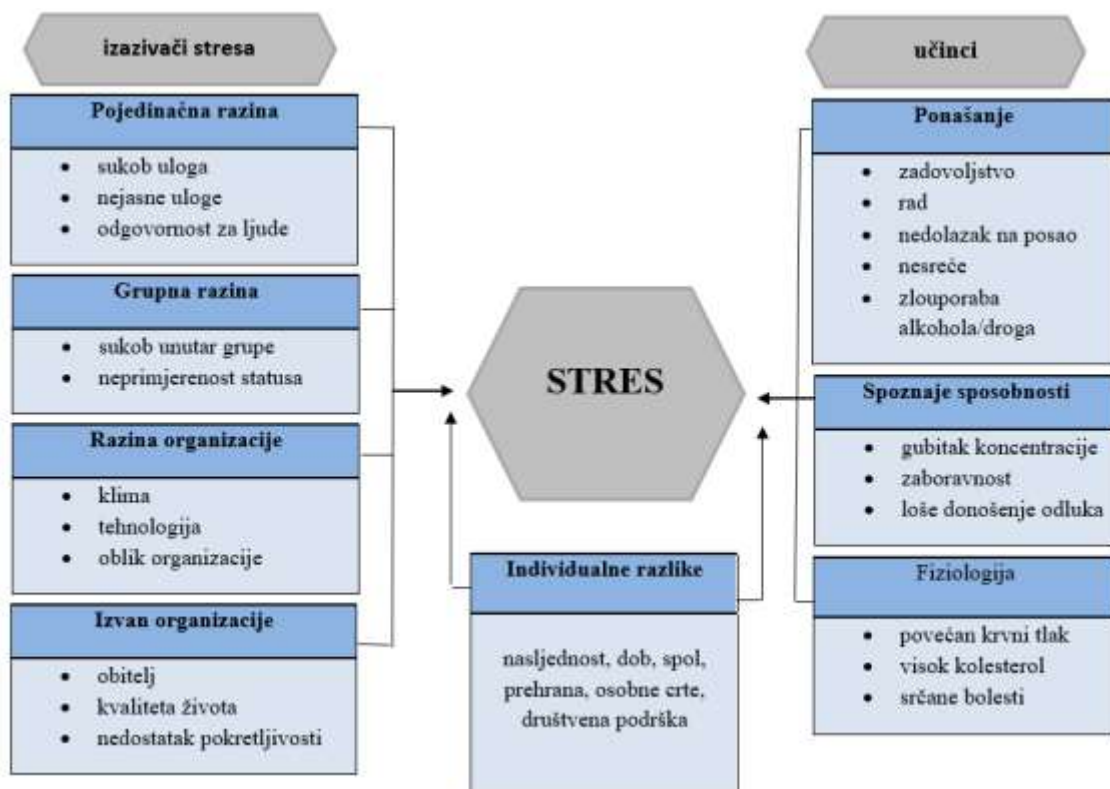 izazivači stresa
Pojedinačna razina
• sukob uloga
• nejasne uloge
• odgovornost za ljude
Grupna razina
• sukob unutar grupe
• neprimjerenost statusa
Razina organizacije
• klima
• tehnologija
• oblik organizacije
Izvan organizacije
• obitelj
• kvaliteta života
• nedostatak pokretljivosti
STRES
Individualne razlike
nasljednost, dob, spol,
prehrana, osobne crte,
društvena podrška
učinci
Ponašanje
• zadovoljstvo
• rad
• nedolazak na posao
• nesreče
• zlouporaba
alkohola/droga
Spoznaje sposobnosti
• gubitak koncentracije
• zaboravnost
• loše donošenje odluka
Fiziologija
• povećan krvni tlak
• visok kolesterol
• srčane bolesti